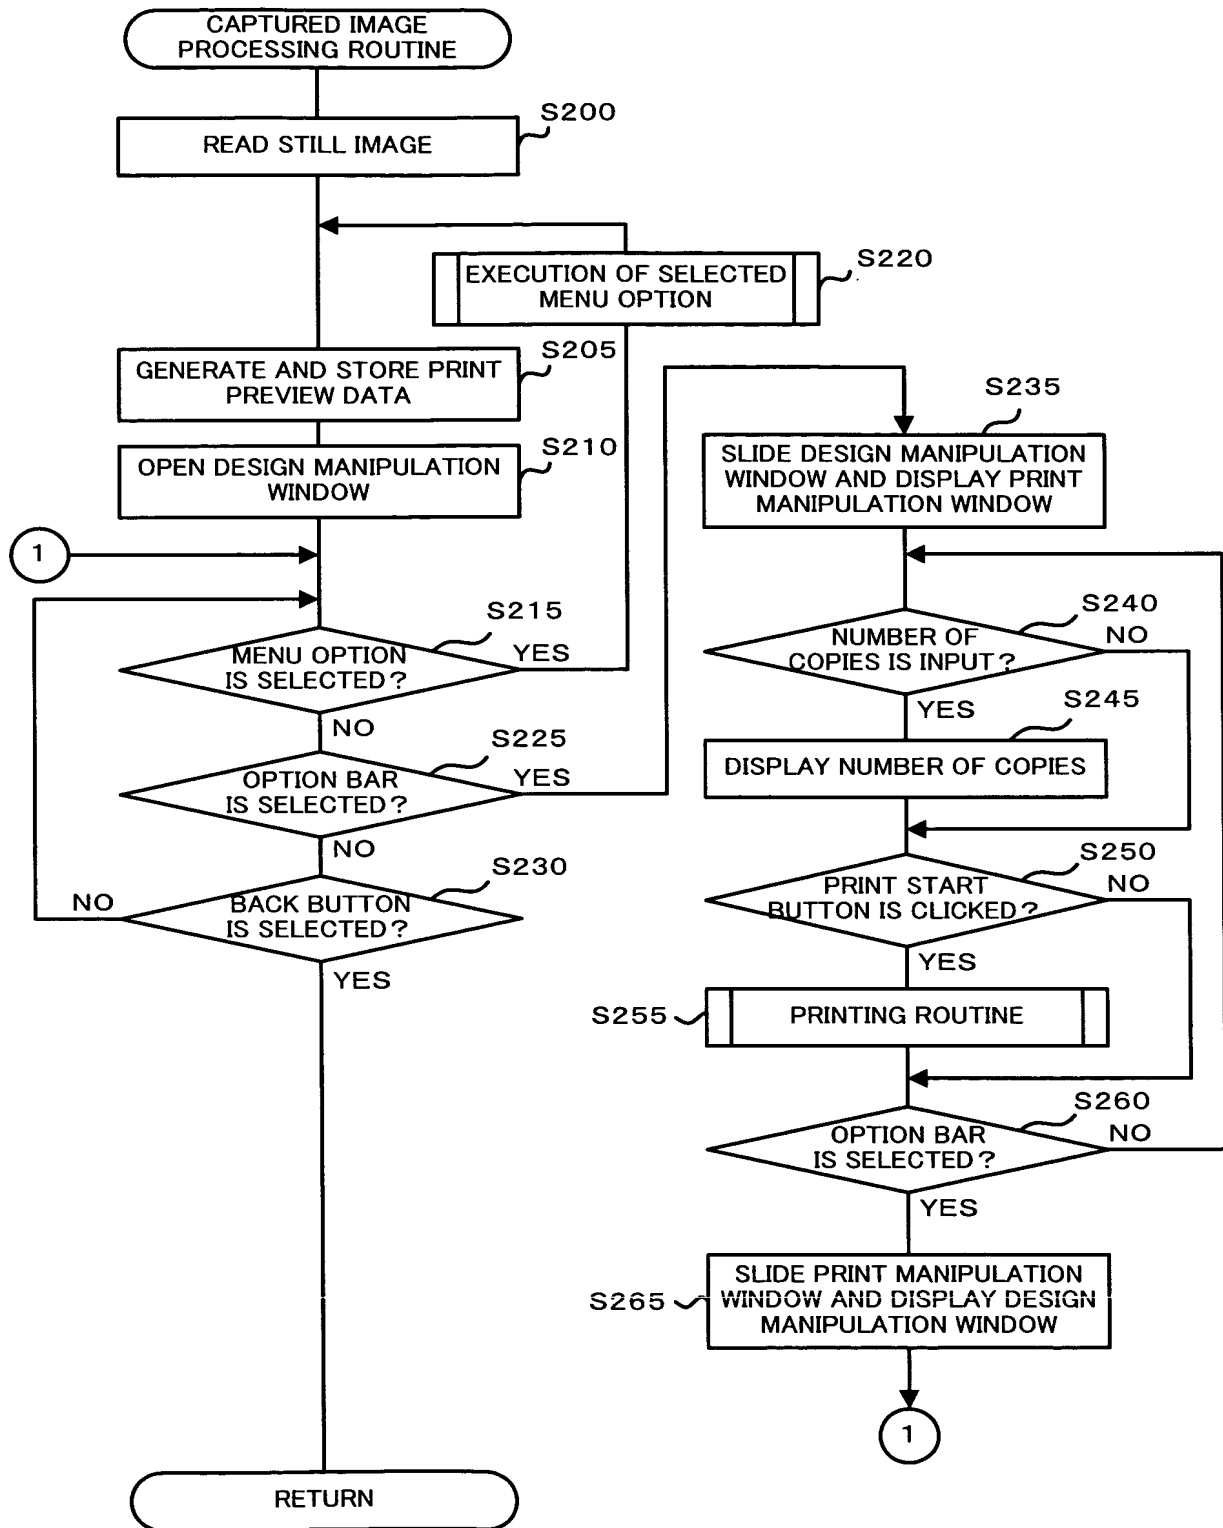 CAPTURED IMAGE
PROCESSING ROUTINE
S200
READ STILL IMAGE
S220
EXECUTION OF SELECTED
MENU OPTION
S205
GENERATE AND STORE PRINT
PREVIEW DATA
S210
OPEN DESIGN MANIPULATION
WINDOW
1
S215
MENU OPTION
IS SELECTED?
YES
NO
S225
OPTION BAR
IS SELECTED?
YES
NO
S230
BACK BUTTON
IS SELECTED?
NO
YES
S235
SLIDE DESIGN MANIPULATION
WINDOW AND DISPLAY PRINT
MANIPULATION WINDOW
S240
NUMBER OF
COPIES IS INPUT?
NO
YES
S245
DISPLAY NUMBER OF COPIES
S250
PRINT START
BUTTON IS CLICKED?
NO
YES
S255
PRINTING ROUTINE
S260
OPTION BAR
IS SELECTED?
NO
YES
S265
SLIDE PRINT MANIPULATION
WINDOW AND DISPLAY DESIGN
MANIPULATION WINDOW
1
RETURN